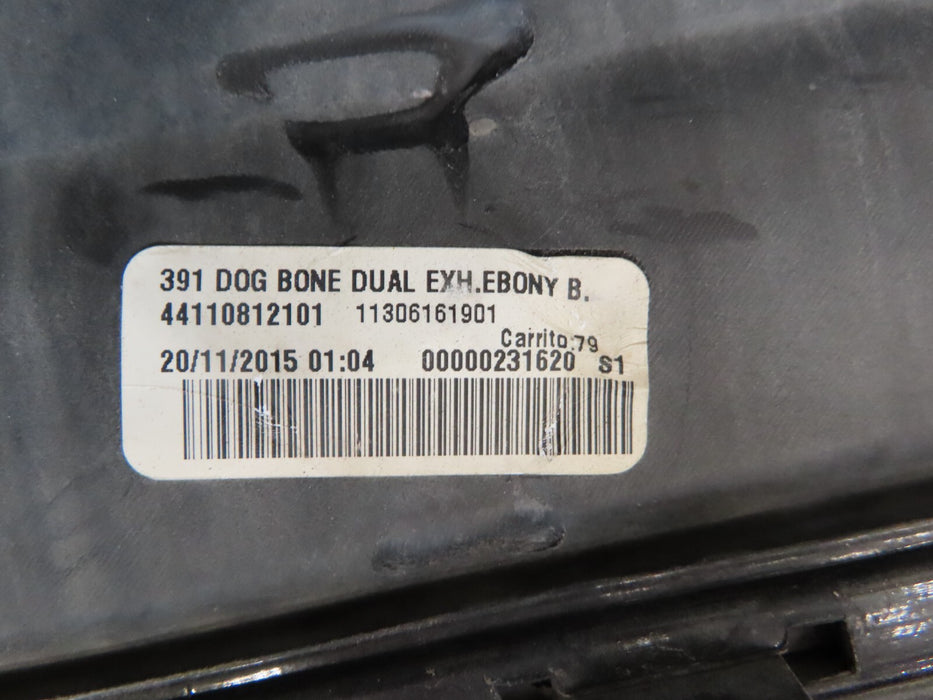 391 DOG BONE DUAL EXH.EBONY B.
44110812101 11306161901
Carrito:79
20/11/2015 01:04 00000231620 S1